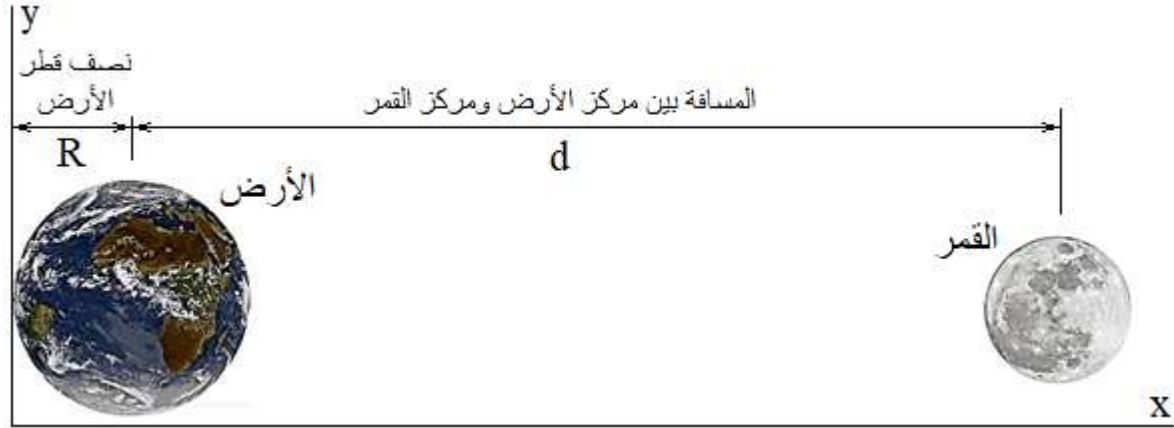 y
نصف قطر
الأرض
المسافة بين مركز الأرض ومركز القمر
R
d
الأرض
القمر
x